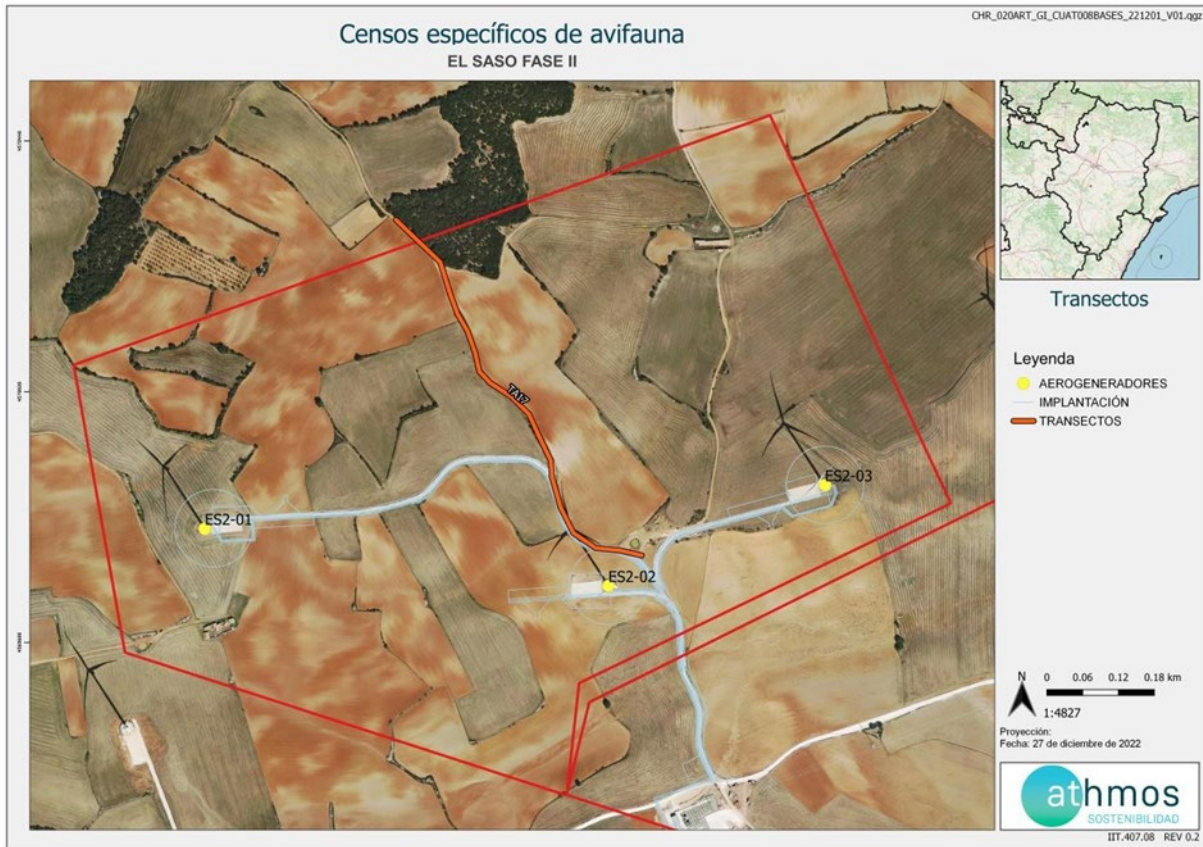 CHR_020ART_GI_CUAT008BASES_221201_V01.qgz
Censos específicos de avifauna
EL SASO FASE II
Transectos
Leyenda
AEROGENERADORES
IMPLANTACIÓN
TRANSECTOS
TA17
ES2-01
ES2-02
ES2-03
N
0 0.06 0.12 0.18 km
1:4827
Proyección:
Fecha: 27 de diciembre de 2022
athmos
SOSTENIBILIDAD
IIT.407.08 REV 0.2